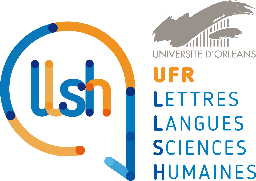 llsh
UNIVERSITÉ D'ORLÉANS
UFR
LETTRES
LANGUES
SCIENCES
HUMAINES